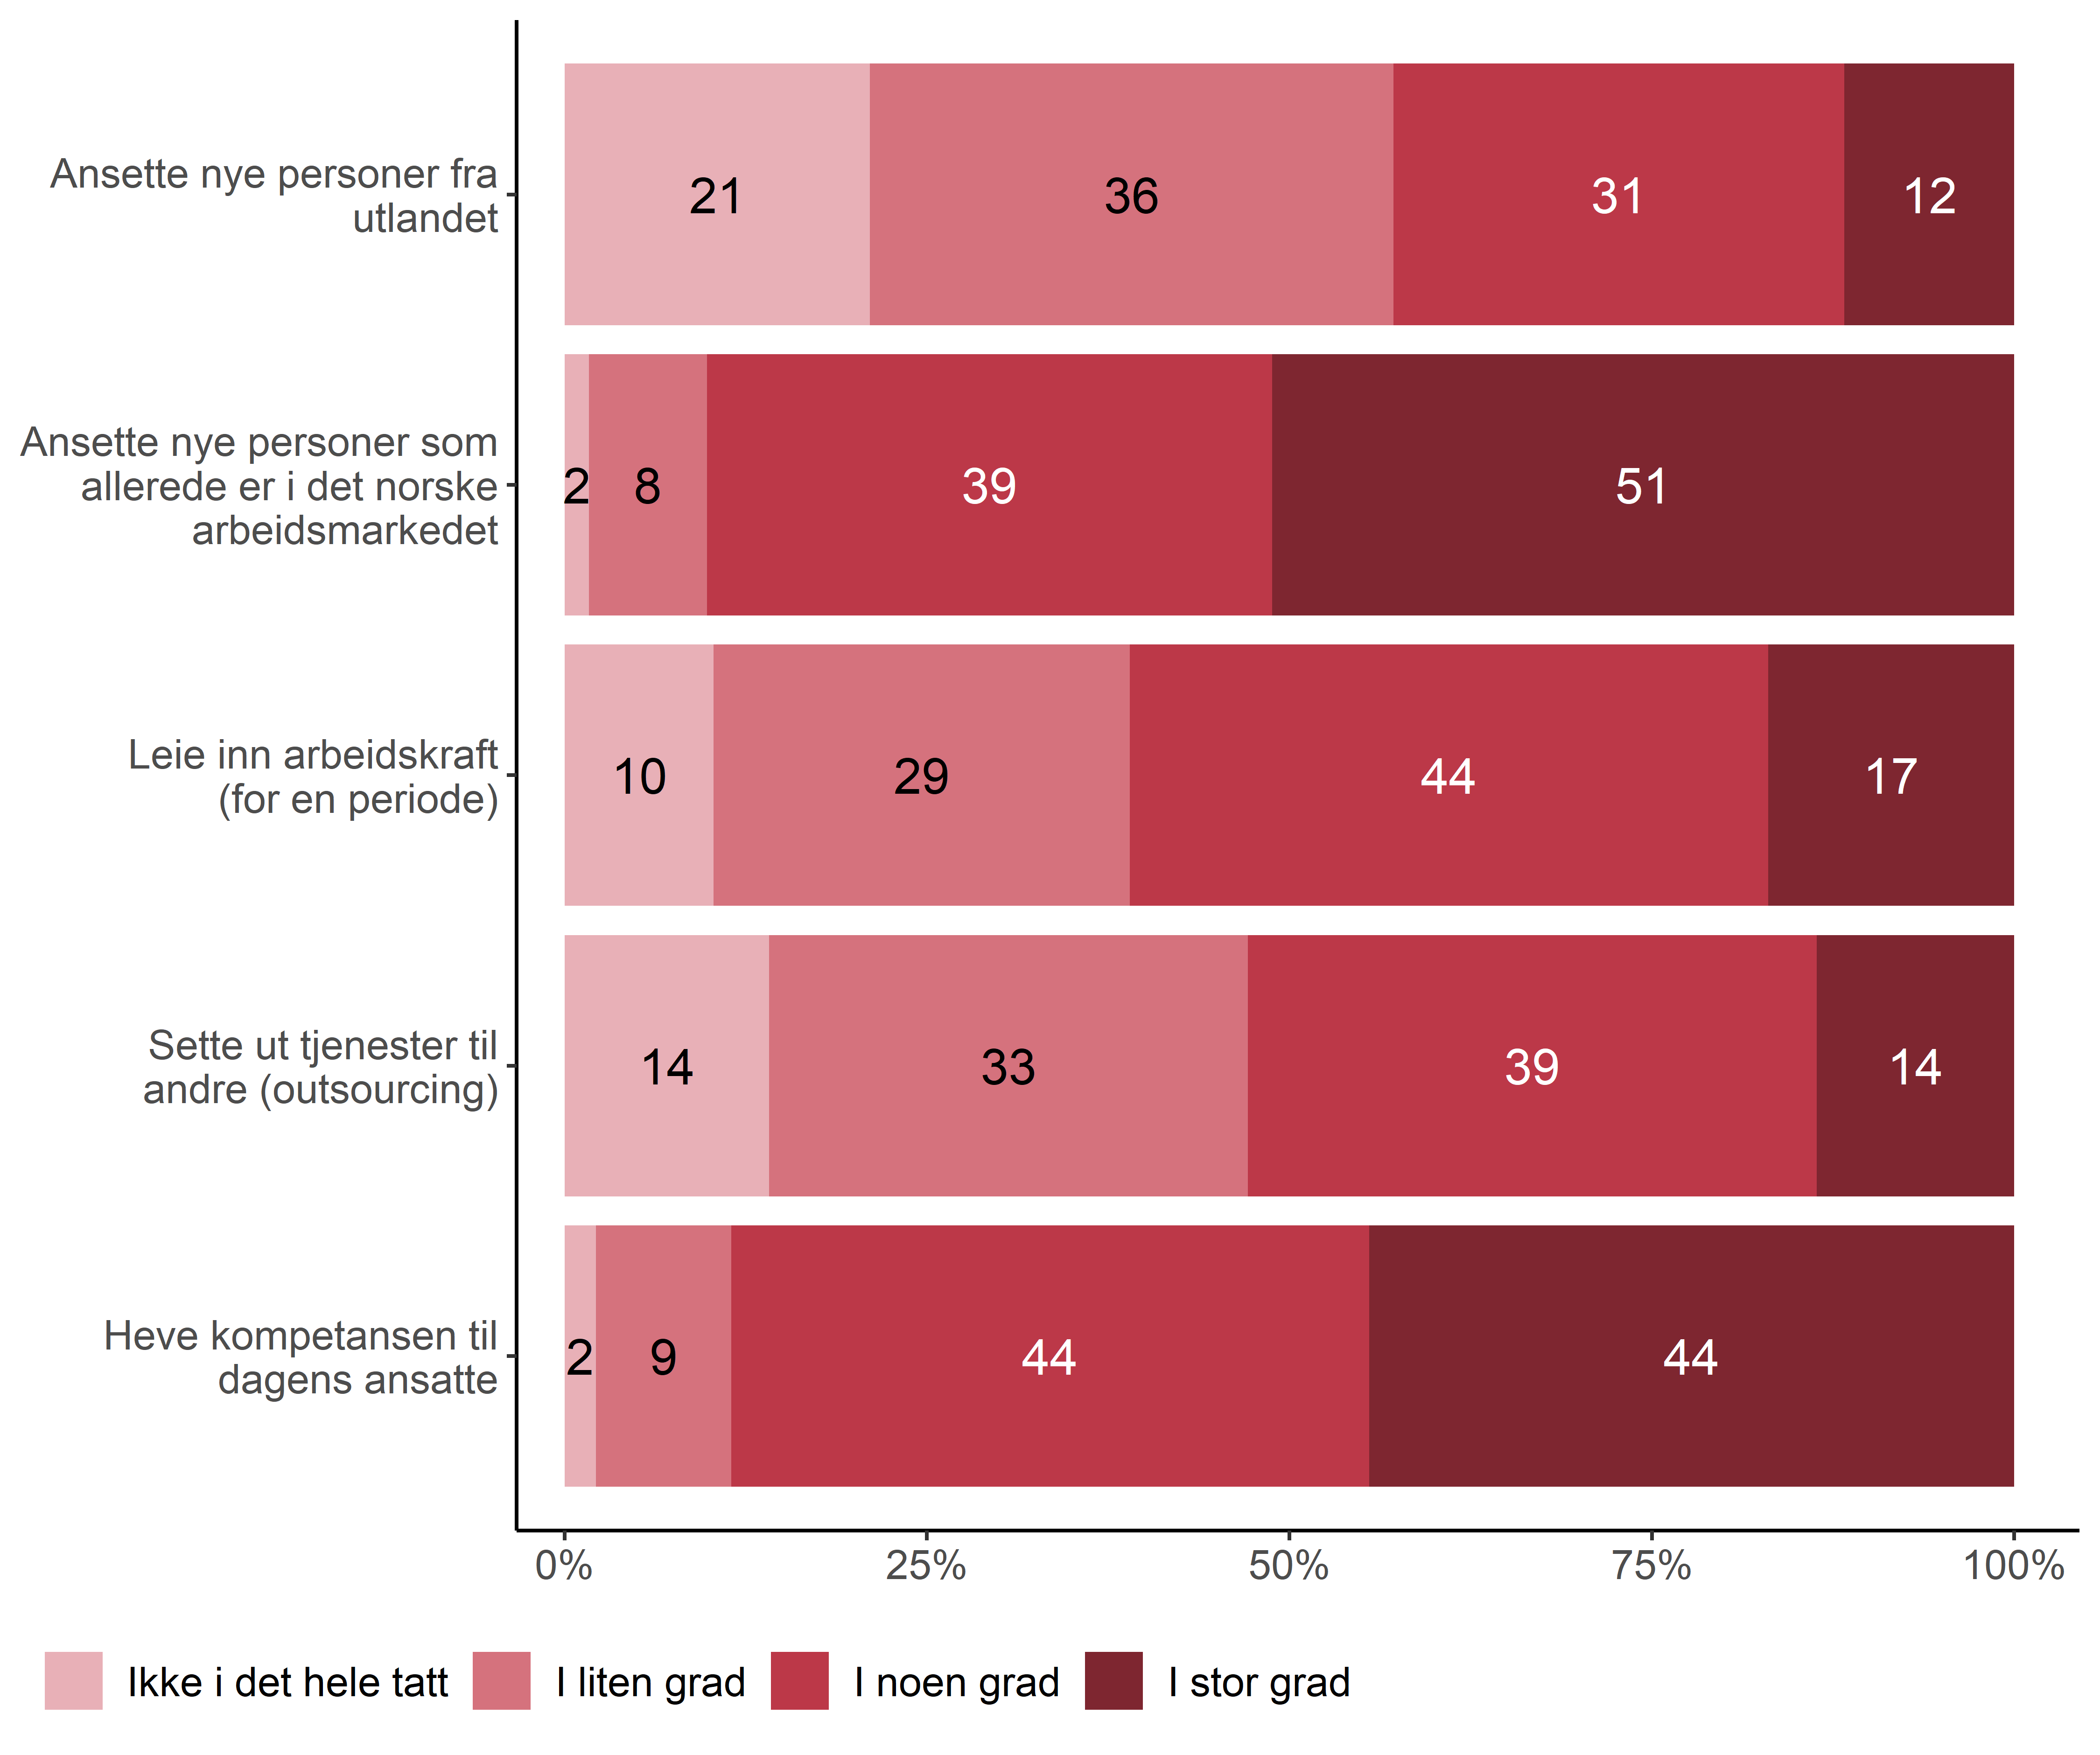 Ansette nye personer fra
utlandet
21 36 31 12
Ansette nye personer som
allerede er i det norske
arbeidsmarkedet
2 8 39 51
Leie inn arbeidskraft
(for en periode)
10 29 44 17
Sette ut tjenester til
andre (outsourcing)
14 33 39 14
Heve kompetansen til
dagens ansatte
2 9 44 44
0% 25% 50% 75% 100%
Ikke i det hele tatt I liten grad I noen grad I stor grad